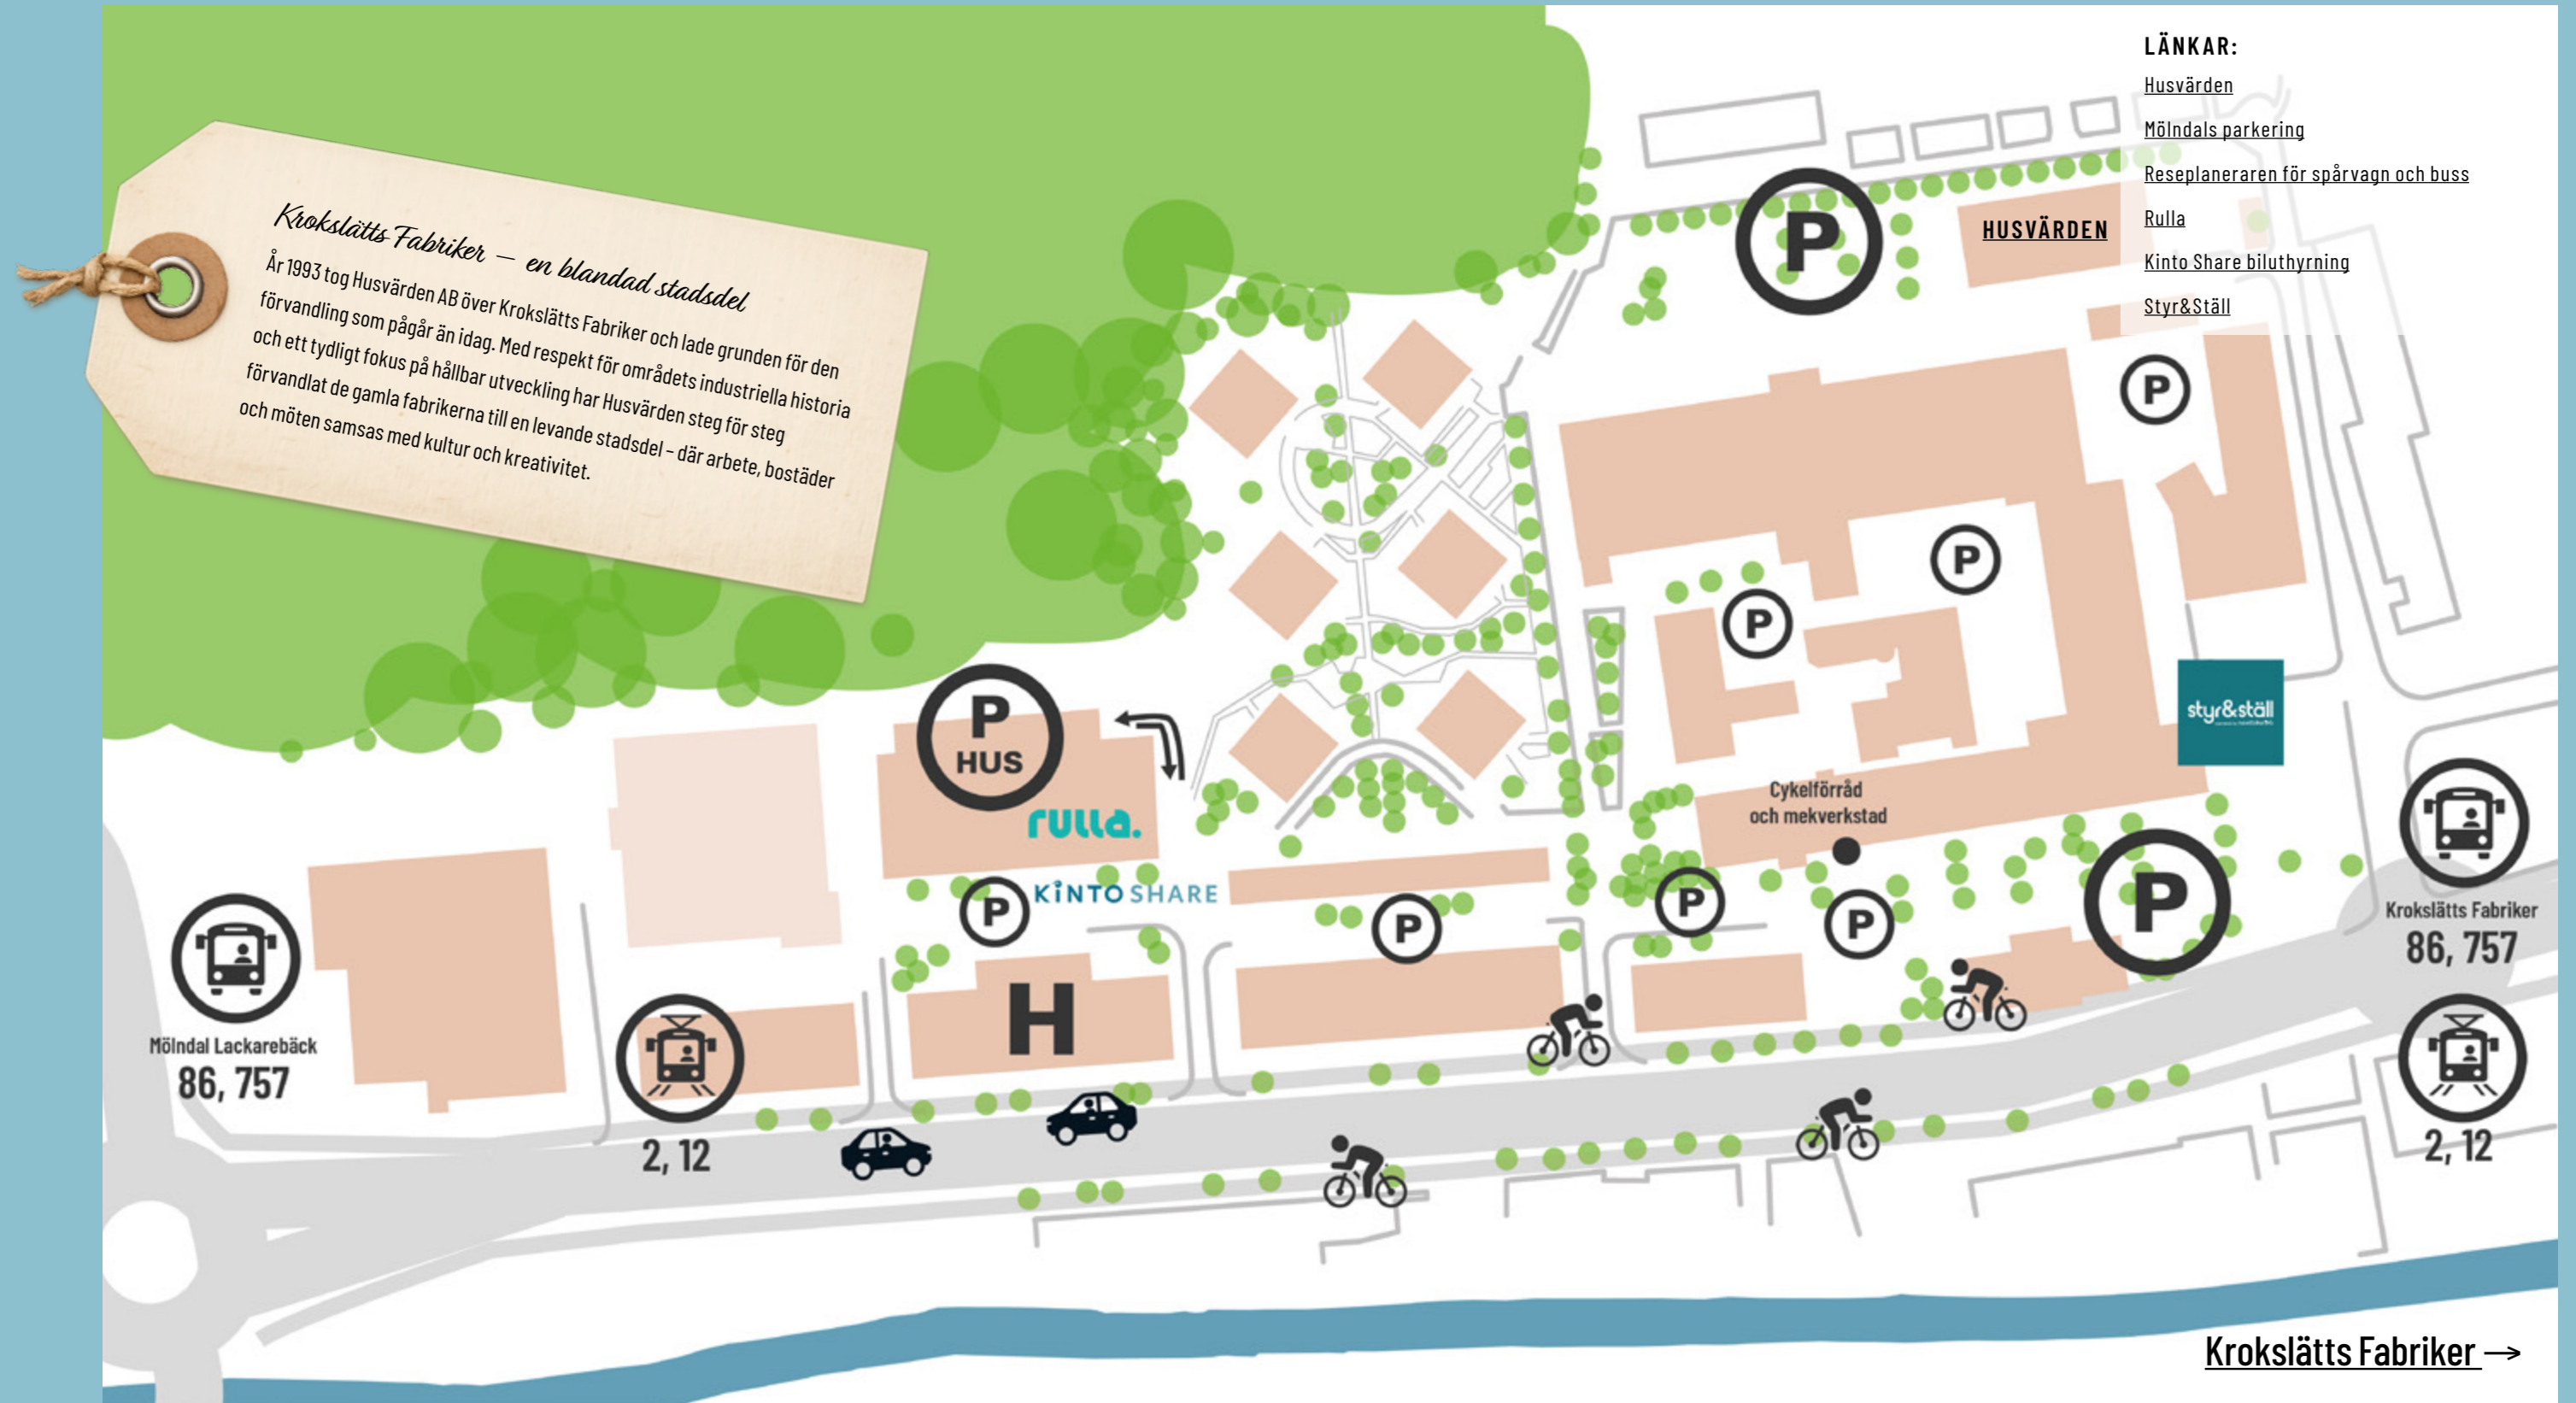 LÄNKAR:
Husvärden
Mölndals parkering
Reseplaneraren för spårvagn och buss
Rulla
Kinto Share biluthyrning
Styr&Ställ
Krokslätts Fabriker – en blandad stadsdel
År 1993 tog Husvärden AB över Krokslätts Fabriker och lade grunden för den
förvandling som pågår än idag. Med respekt för områdets industriella historia
och ett tydligt fokus på hållbar utveckling har Husvärden steg för steg
förvandlat de gamla fabrikerna till en levande stadsdel – där arbete, bostäder
och möten samsas med kultur och kreativitet.
P
HUSVÄRDEN
P
P
P
P
HUS
rulla.
styr&ställ
Cykelförråd
och mekverkstad
P
KINTO SHARE
P
P
P
P
Krokslätts Fabriker
86, 757
H
Mölndal Lackarebäck
86, 757
2, 12
2, 12
Krokslätts Fabriker →